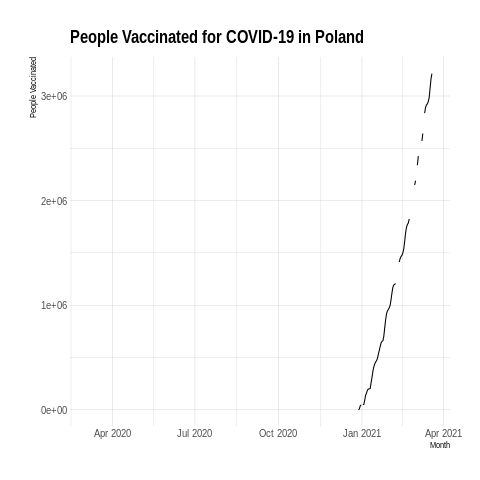 People Vaccinated for COVID-19 in Poland
People Vaccinated
3e+06
2e+06
1e+06
0e+00
Apr 2020 Jul 2020 Oct 2020 Jan 2021 Apr 2021
Month